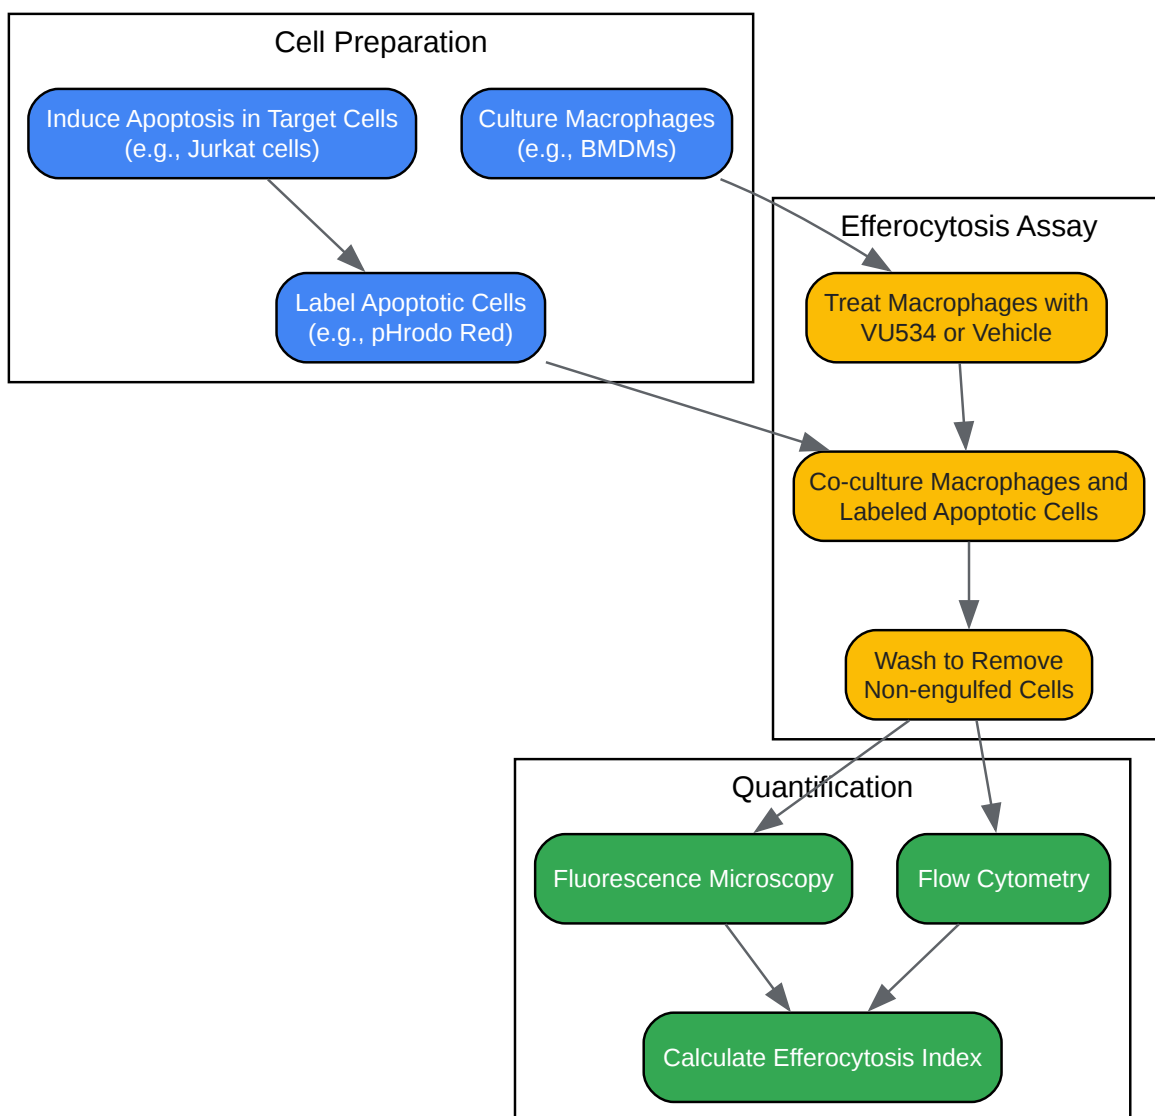 Cell Preparation
Induce Apoptosis in Target Cells
(e.g., Jurkat cells)
Culture Macrophages
(e.g., BMDMs)
Label Apoptotic Cells
(e.g., pHrodo Red)
Efferocytosis Assay
Treat Macrophages with
VU534 or Vehicle
Co-culture Macrophages and
Labeled Apoptotic Cells
Wash to Remove
Non-engulfed Cells
Quantification
Fluorescence Microscopy
Flow Cytometry
Calculate Efferocytosis Index